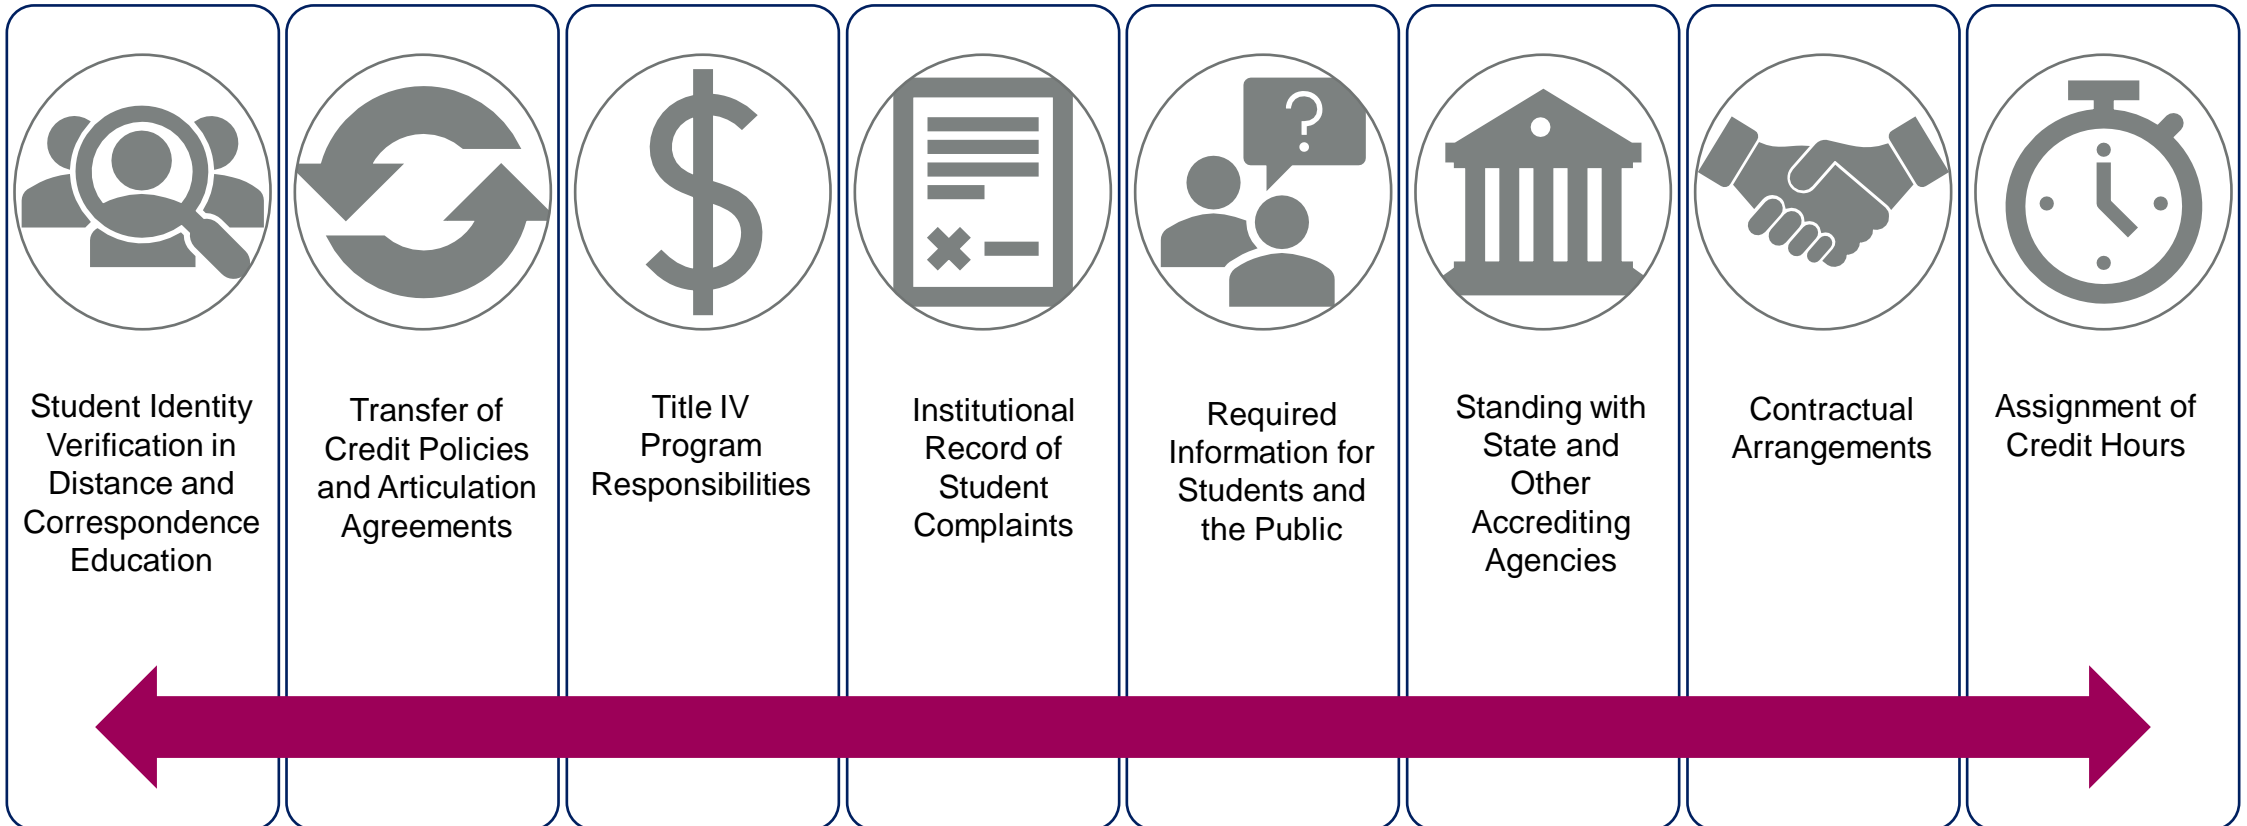 ?
Student Identity
Verification in
Distance and
Correspondence
Education
Transfer of
Credit Policies
and Articulation
Agreements
Title IV
Program
Responsibilities
Institutional
Record of
Student
Complaints
Required
Information for
Students and
the Public
Standing with
State and
Other
Accrediting
Agencies
Contractual
Arrangements
Assignment of
Credit Hours